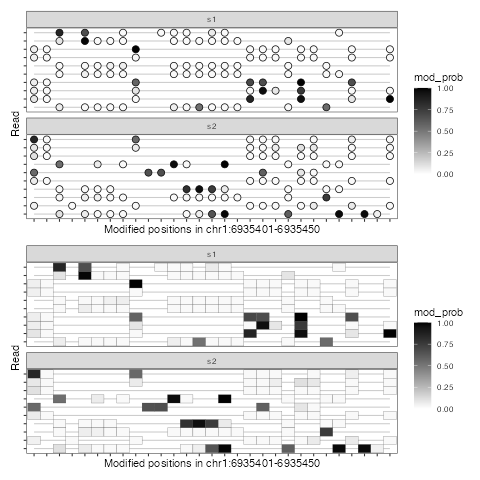 s1
s2
Read
Modified positions in chr1:6935401-6935450
mod_prob
1.00
0.75
0.50
0.25
0.00
s1
s2
Read
Modified positions in chr1:6935401-6935450
mod_prob
1.00
0.75
0.50
0.25
0.00